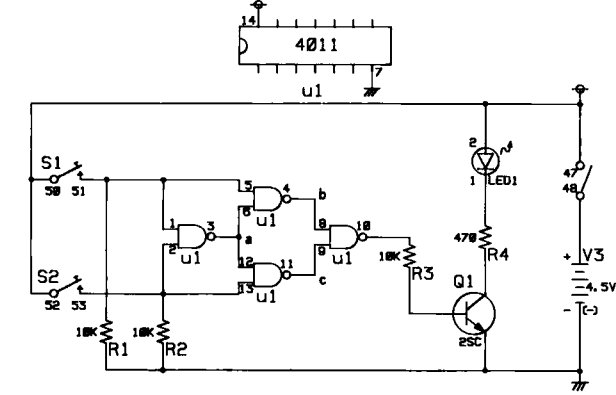 14
4011
7
u1
S1
50 51
5
4
b
6
u1
1
3
2
u1
a
8
10
9
u1
12
11
13
u1
c
S2
52 53
10K
R1
10K
R2
10K
R3
2
1
LED1
470
R4
Q1
2SC
47
48
+
V3
4.5V
-
(-)